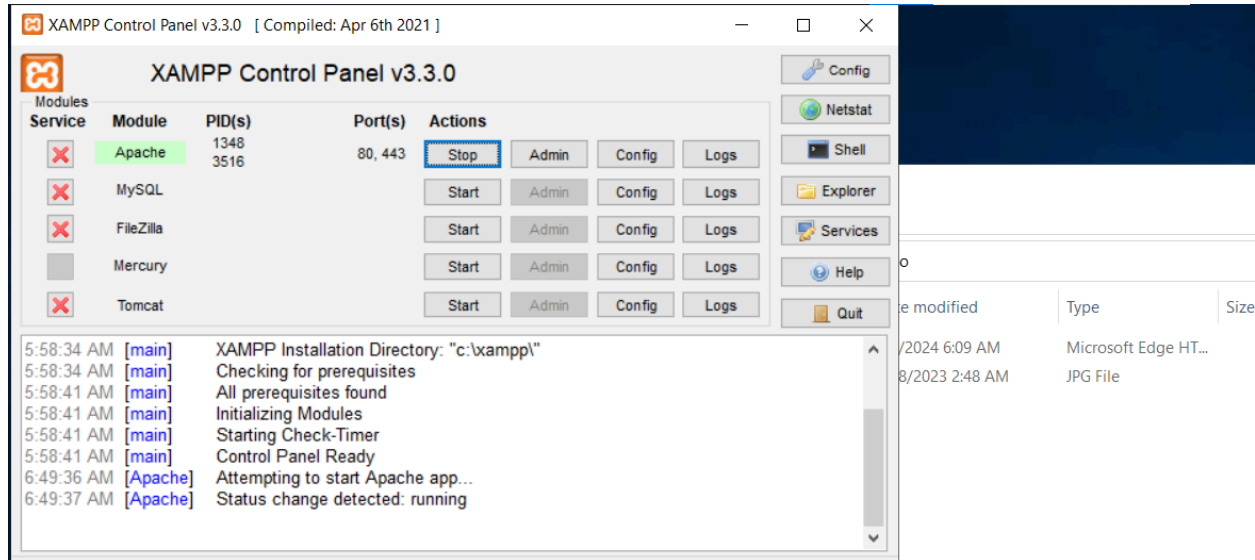 XAMPP Control Panel v3.3.0 [ Compiled: Apr 6th 2021 ]
XAMPP Control Panel v3.3.0
Config
Modules
Service Module PID(s) Port(s) Actions
Netstat
Apache 1348 3516 80, 443 Stop Admin Config Logs
Shell
MySQL Start Admin Config Logs
Explorer
FileZilla Start Admin Config Logs
Services
Mercury Start Admin Config Logs
Help
Tomcat Start Admin Config Logs
Quit
5:58:34 AM [main] XAMPP Installation Directory: "c:\xampp\"
5:58:34 AM [main] Checking for prerequisites
5:58:41 AM [main] All prerequisites found
5:58:41 AM [main] Initializing Modules
5:58:41 AM [main] Starting Check-Timer
5:58:41 AM [main] Control Panel Ready
6:49:36 AM [Apache] Attempting to start Apache app...
6:49:37 AM [Apache] Status change detected: running
modified Type Size
/2024 6:09 AM Microsoft Edge HT...
8/2023 2:48 AM JPG File